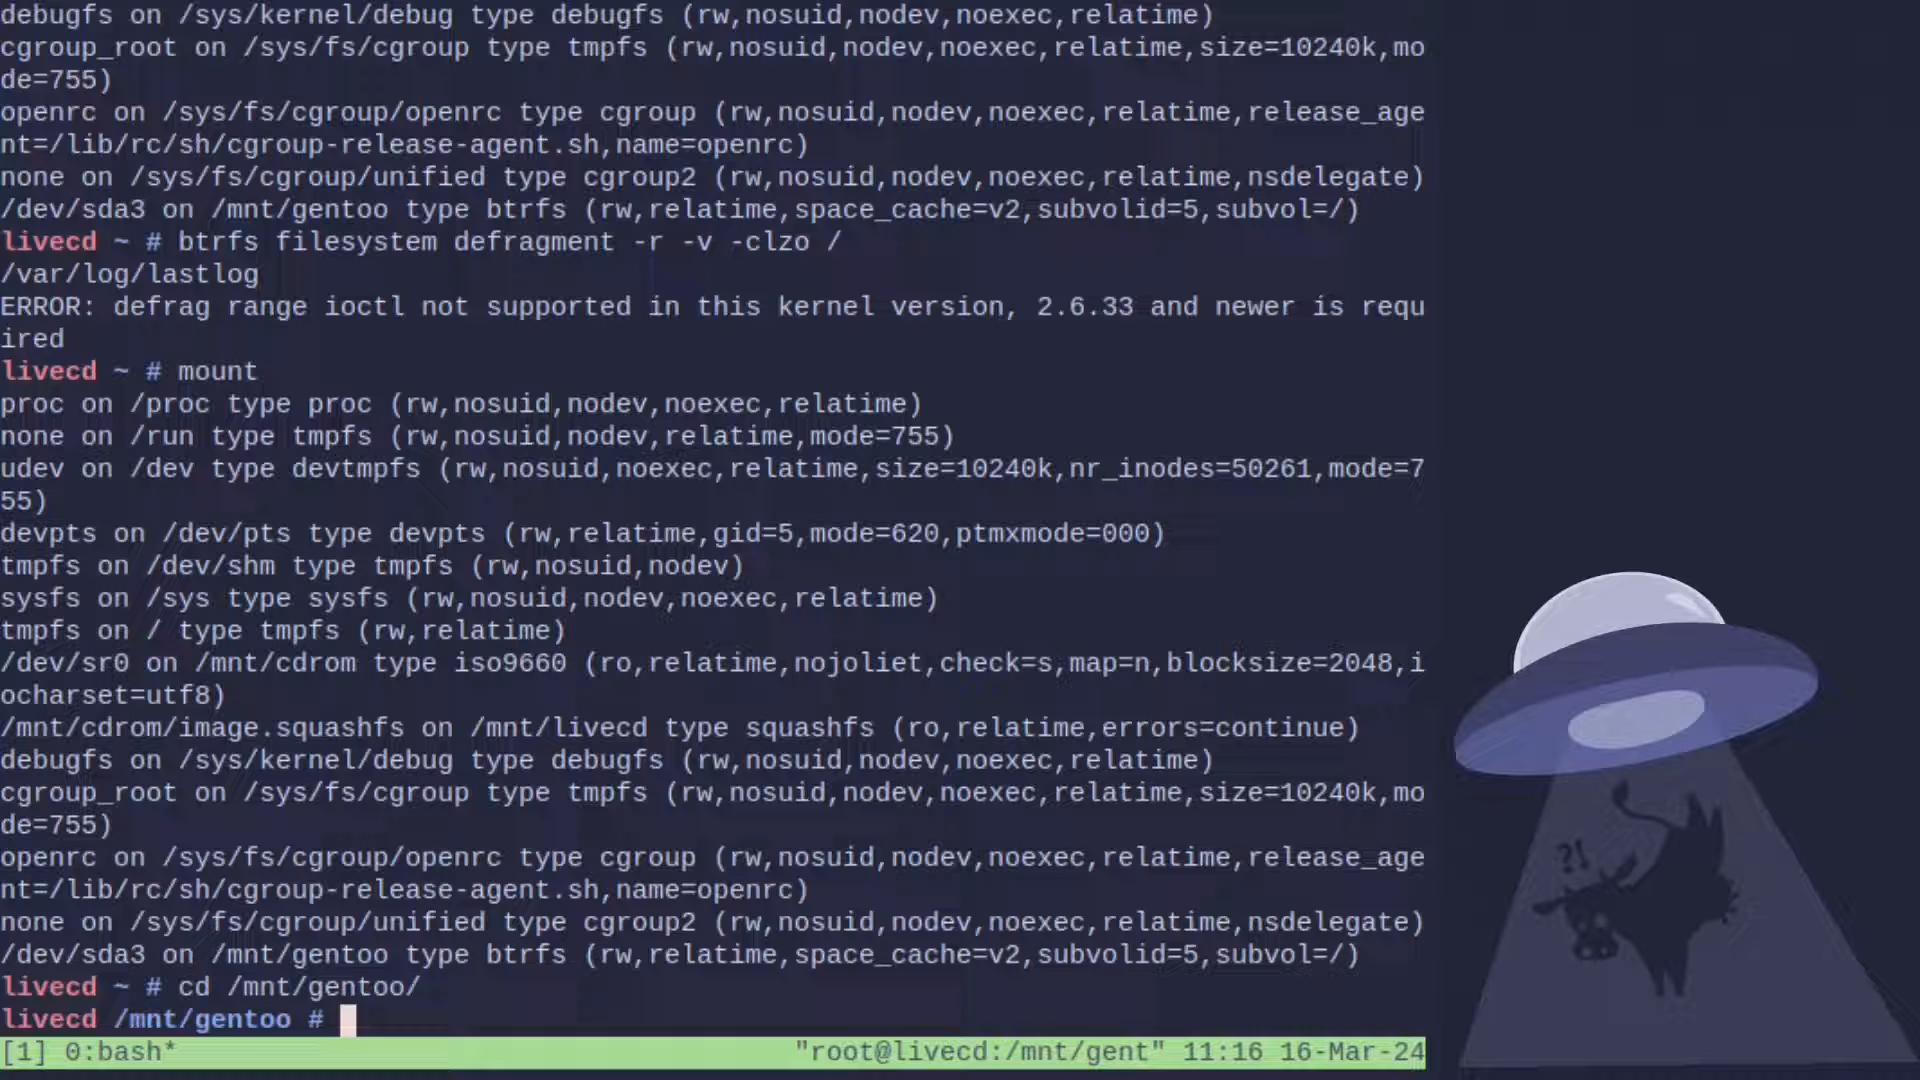 debugfs on /sys/kernel/debug type debugfs (rw,nosuid,nodev,noexec,relatime)
cgroup_root on /sys/fs/cgroup type tmpfs (rw,nosuid,nodev,noexec,relatime,size=10240k,mo
de=755)
openrc on /sys/fs/cgroup/openrc type cgroup (rw,nosuid,nodev,noexec,relatime,release_age
nt=/lib/rc/sh/cgroup-release-agent.sh,name=openrc)
none on /sys/fs/cgroup/unified type cgroup2 (rw,nosuid,nodev,noexec,relatime,nsdelegate)
/dev/sda3 on /mnt/gentoo type btrfs (rw,relatime,space_cache=v2,subvolid=5,subvol=/)
livecd ~ # btrfs filesystem defragment -r -v -clzo /
/var/log/lastlog
ERROR: defrag range ioctl not supported in this kernel version, 2.6.33 and newer is requ
ired
livecd ~ # mount
proc on /proc type proc (rw,nosuid,nodev,noexec,relatime)
none on /run type tmpfs (rw,nosuid,nodev,relatime,mode=755)
udev on /dev type devtmpfs (rw,nosuid,noexec,relatime,size=10240k,nr_inodes=50261,mode=7
55)
devpts on /dev/pts type devpts (rw,relatime,gid=5,mode=620,ptmxmode=000)
tmpfs on /dev/shm type tmpfs (rw,nosuid,nodev)
sysfs on /sys type sysfs (rw,nosuid,nodev,noexec,relatime)
tmpfs on / type tmpfs (rw,relatime)
/dev/sr0 on /mnt/cdrom type iso9660 (ro,relatime,nojoliet,check=s,map=n,blocksize=2048,i
ocharset=utf8)
/mnt/cdrom/image.squashfs on /mnt/livecd type squashfs (ro,relatime,errors=continue)
debugfs on /sys/kernel/debug type debugfs (rw,nosuid,nodev,noexec,relatime)
cgroup_root on /sys/fs/cgroup type tmpfs (rw,nosuid,nodev,noexec,relatime,size=10240k,mo
de=755)
openrc on /sys/fs/cgroup/openrc type cgroup (rw,nosuid,nodev,noexec,relatime,release_age
nt=/lib/rc/sh/cgroup-release-agent.sh,name=openrc)
none on /sys/fs/cgroup/unified type cgroup2 (rw,nosuid,nodev,noexec,relatime,nsdelegate)
/dev/sda3 on /mnt/gentoo type btrfs (rw,relatime,space_cache=v2,subvolid=5,subvol=/)
livecd ~ # cd /mnt/gentoo/
livecd /mnt/gentoo #
[1] 0:bash* "root@livecd:/mnt/gent" 11:16 16-Mar-24
?!